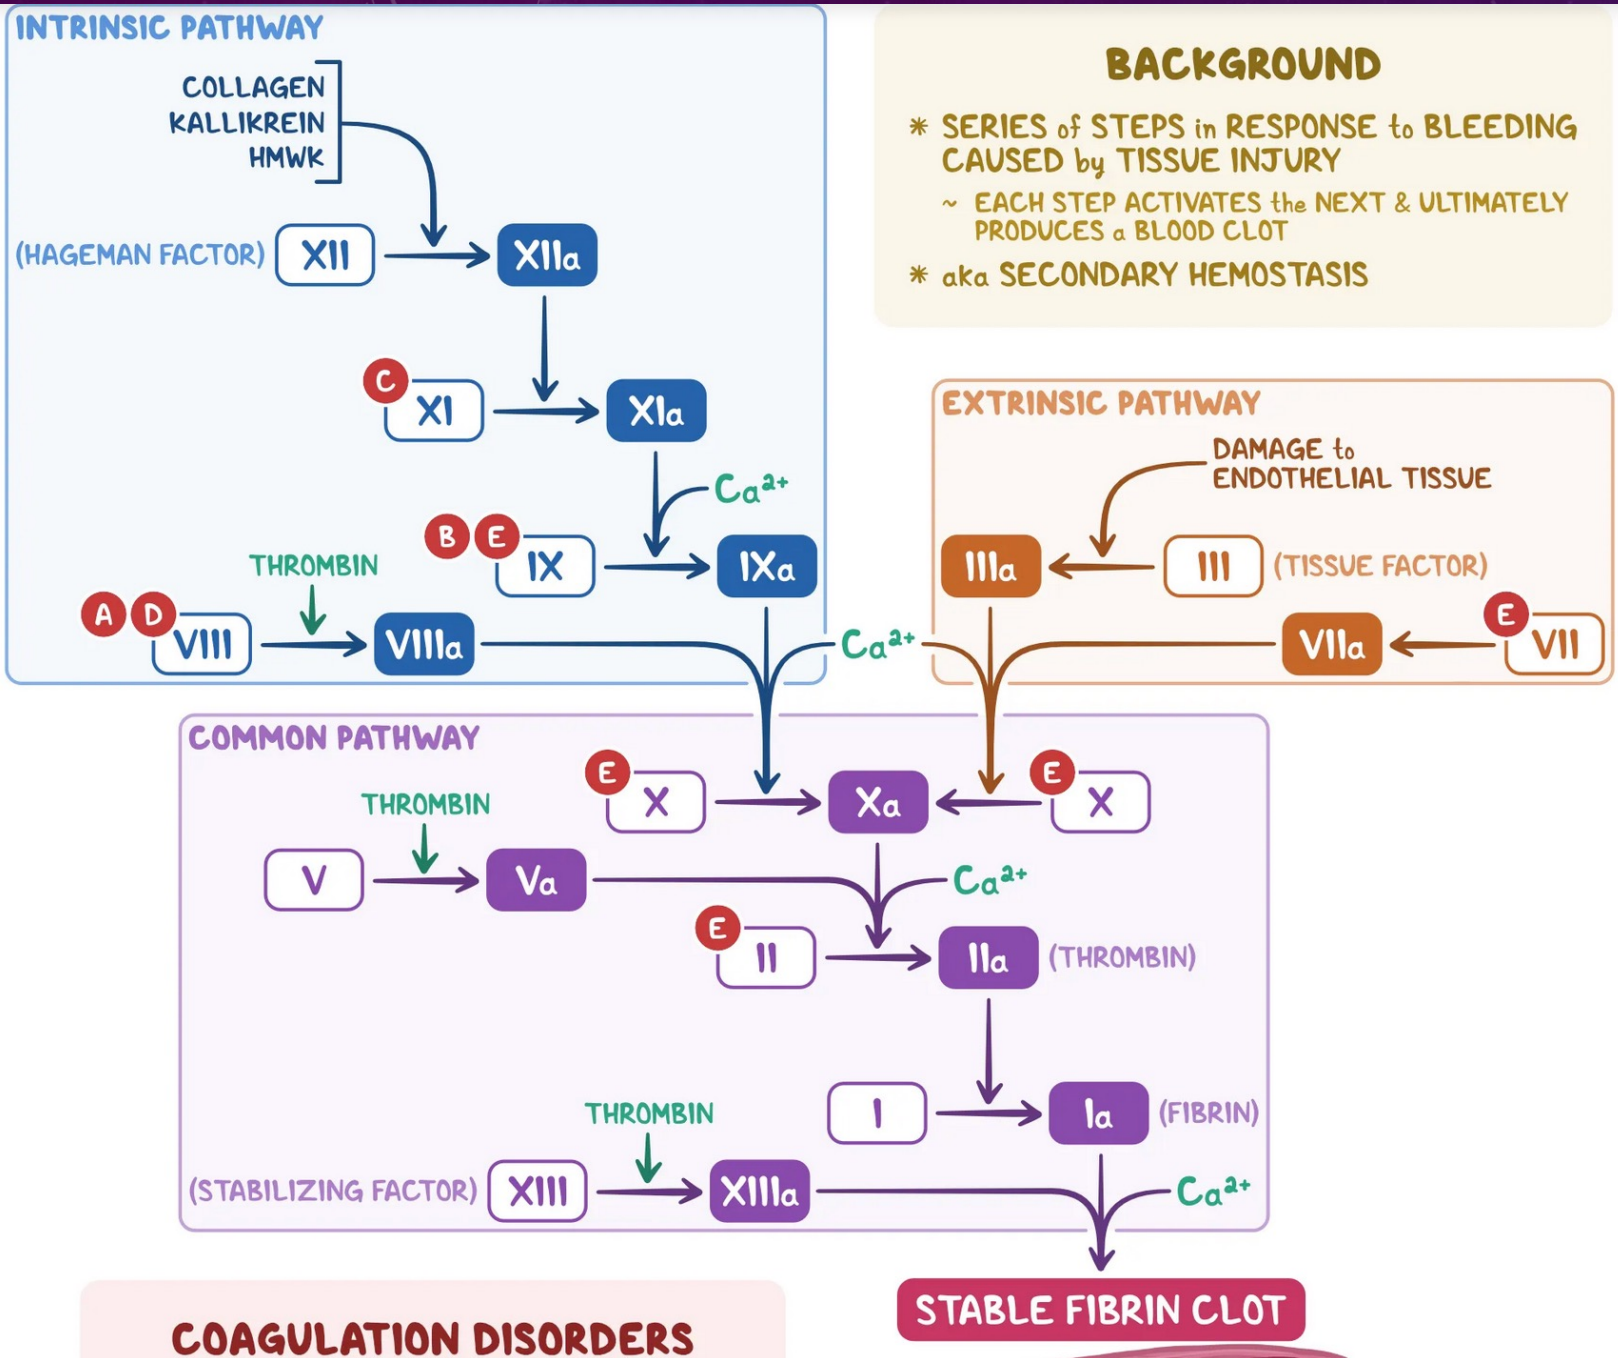 INTRINSIC PATHWAY
COLLAGEN
KALLIKREIN
HMWK
(HAGEMAN FACTOR) XII XIIa
C XI XIa
Ca²⁺
B E IX IXa
THROMBIN
A D VIII VIIIa
Ca²⁺
BACKGROUND
* SERIES of STEPS in RESPONSE to BLEEDING
CAUSED by TISSUE INJURY
~ EACH STEP ACTIVATES the NEXT & ULTIMATELY
PRODUCES a BLOOD CLOT
* aka SECONDARY HEMOSTASIS
EXTRINSIC PATHWAY
DAMAGE to
ENDOTHELIAL TISSUE
IIIa III (TISSUE FACTOR)
VIIa E VII
COMMON PATHWAY
E X Xa E X
THROMBIN
V Va Ca²⁺
E II IIa (THROMBIN)
I Ia (FIBRIN)
THROMBIN
(STABILIZING FACTOR) XIII XIIIa Ca²⁺
STABLE FIBRIN CLOT
COAGULATION DISORDERS